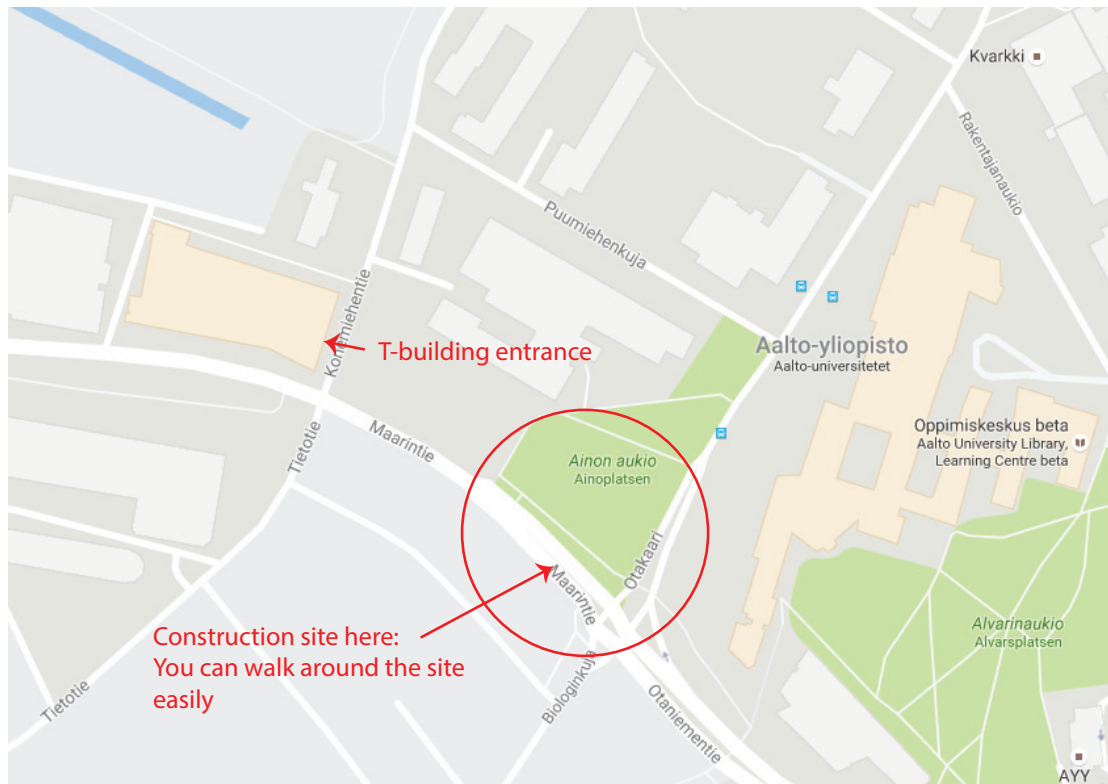 Kvarkki
Rakentajanaukio
Puumiehenkuja
Konemiehentie
T-building entrance
Aalto-yliopisto
Aalto-universitetet
Maarintie
Oppimiskeskus beta
Aalto University Library,
Learning Centre beta
Tietotie
Ainon aukio
Ainoplatsen
Otakaari
Maarintie
Construction site here:
You can walk around the site
easily
Alvarinaukio
Alvarsplatsen
Tietotie
Biologinkuja
Otaniementie
AYY